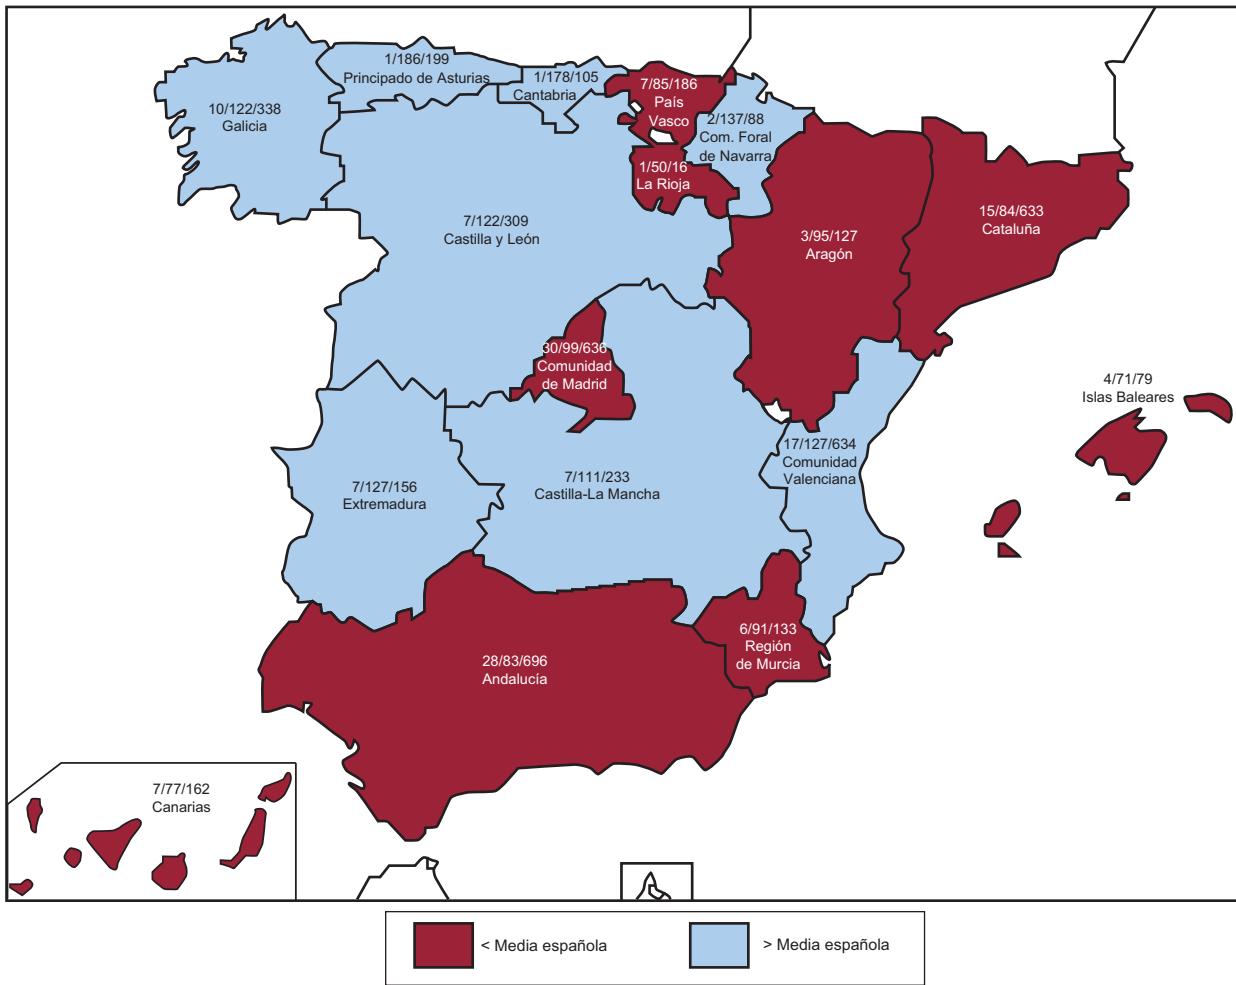 1/186/199
Principado de Asturias
1/178/105
Cantabria
7/85/186
País
Vasco
10/122/338
Galicia
2/137/88
Com. Foral
de Navarra
1/50/16
La Rioja
15/84/633
Cataluña
7/122/309
Castilla y León
3/95/127
Aragón
30/99/636
Comunidad
de Madrid
4/71/79
Islas Baleares
17/127/634
Comunidad
Valenciana
7/127/156
Extremadura
7/111/233
Castilla-La Mancha
6/91/133
Región
de Murcia
28/83/696
Andalucía
7/77/162
Canarias
< Media española
> Media española